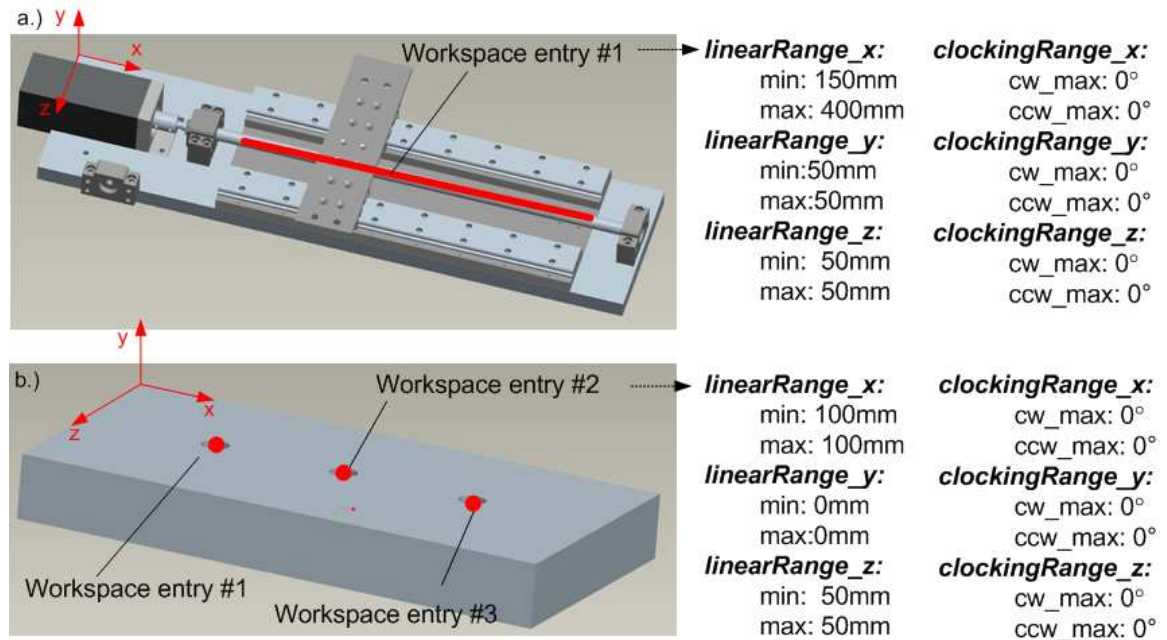 a.)
y
x
z
Workspace entry #1
linearRange_x:
min: 150mm
max: 400mm
linearRange_y:
min:50mm
max:50mm
linearRange_z:
min: 50mm
max: 50mm
clockingRange_x:
cw_max: 0°
ccw_max: 0°
clockingRange_y:
cw_max: 0°
ccw_max: 0°
clockingRange_z:
cw_max: 0°
ccw_max: 0°
b.)
y
x
z
Workspace entry #2
Workspace entry #1
Workspace entry #3
linearRange_x:
min: 100mm
max: 100mm
linearRange_y:
min: 0mm
max:0mm
linearRange_z:
min: 50mm
max: 50mm
clockingRange_x:
cw_max: 0°
ccw_max: 0°
clockingRange_y:
cw_max: 0°
ccw_max: 0°
clockingRange_z:
cw_max: 0°
ccw_max: 0°